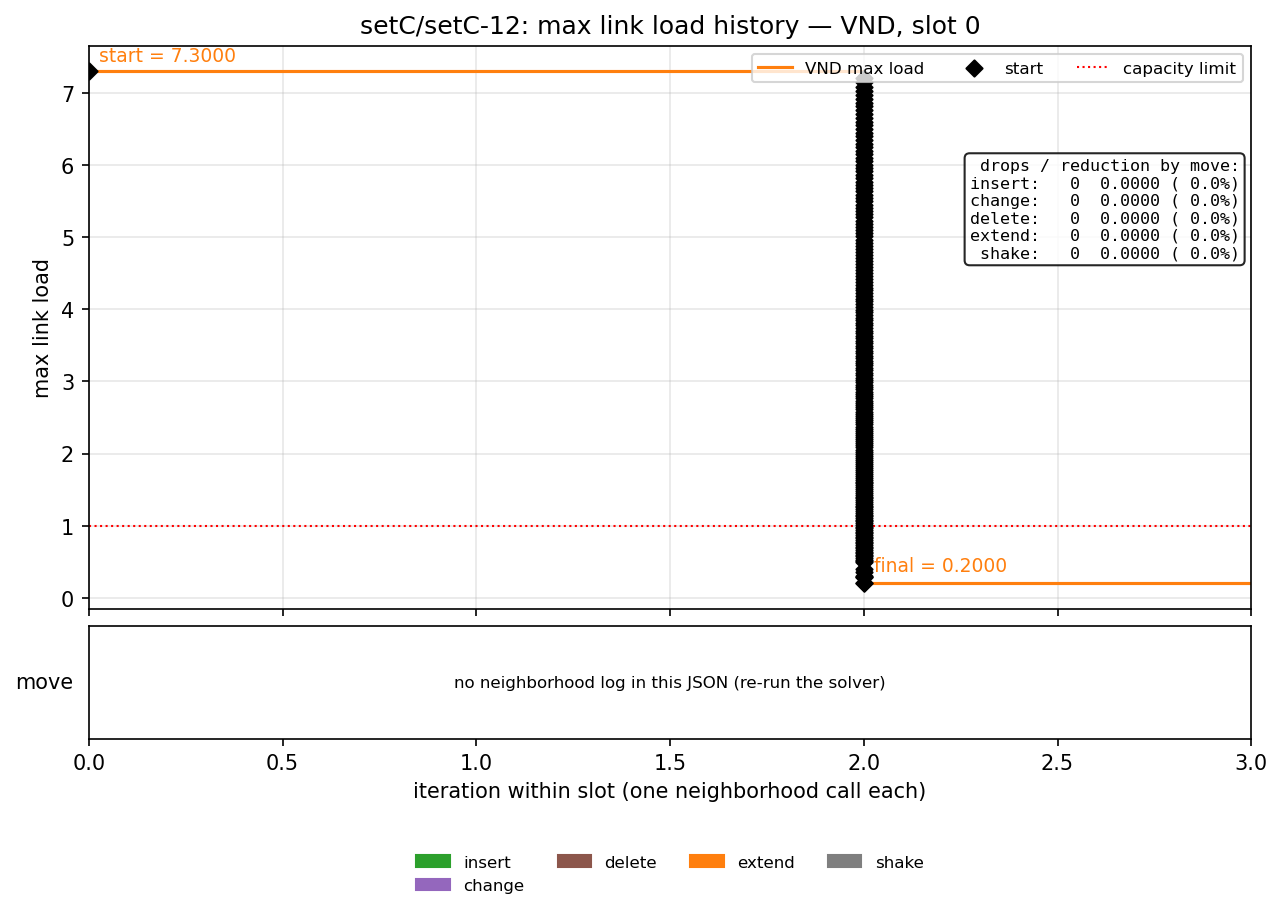 setC/setC-12: max link load history — VND, slot 0
start = 7.3000
VND max load
start
capacity limit
drops / reduction by move:
insert:   0  0.0000 ( 0.0%)
change:   0  0.0000 ( 0.0%)
delete:   0  0.0000 ( 0.0%)
extend:   0  0.0000 ( 0.0%)
shake:   0  0.0000 ( 0.0%)
7
6
5
4
3
2
1
0
max link load
final = 0.2000
move
no neighborhood log in this JSON (re-run the solver)
0.0 0.5 1.0 1.5 2.0 2.5 3.0
iteration within slot (one neighborhood call each)
insert
change
delete
extend
shake